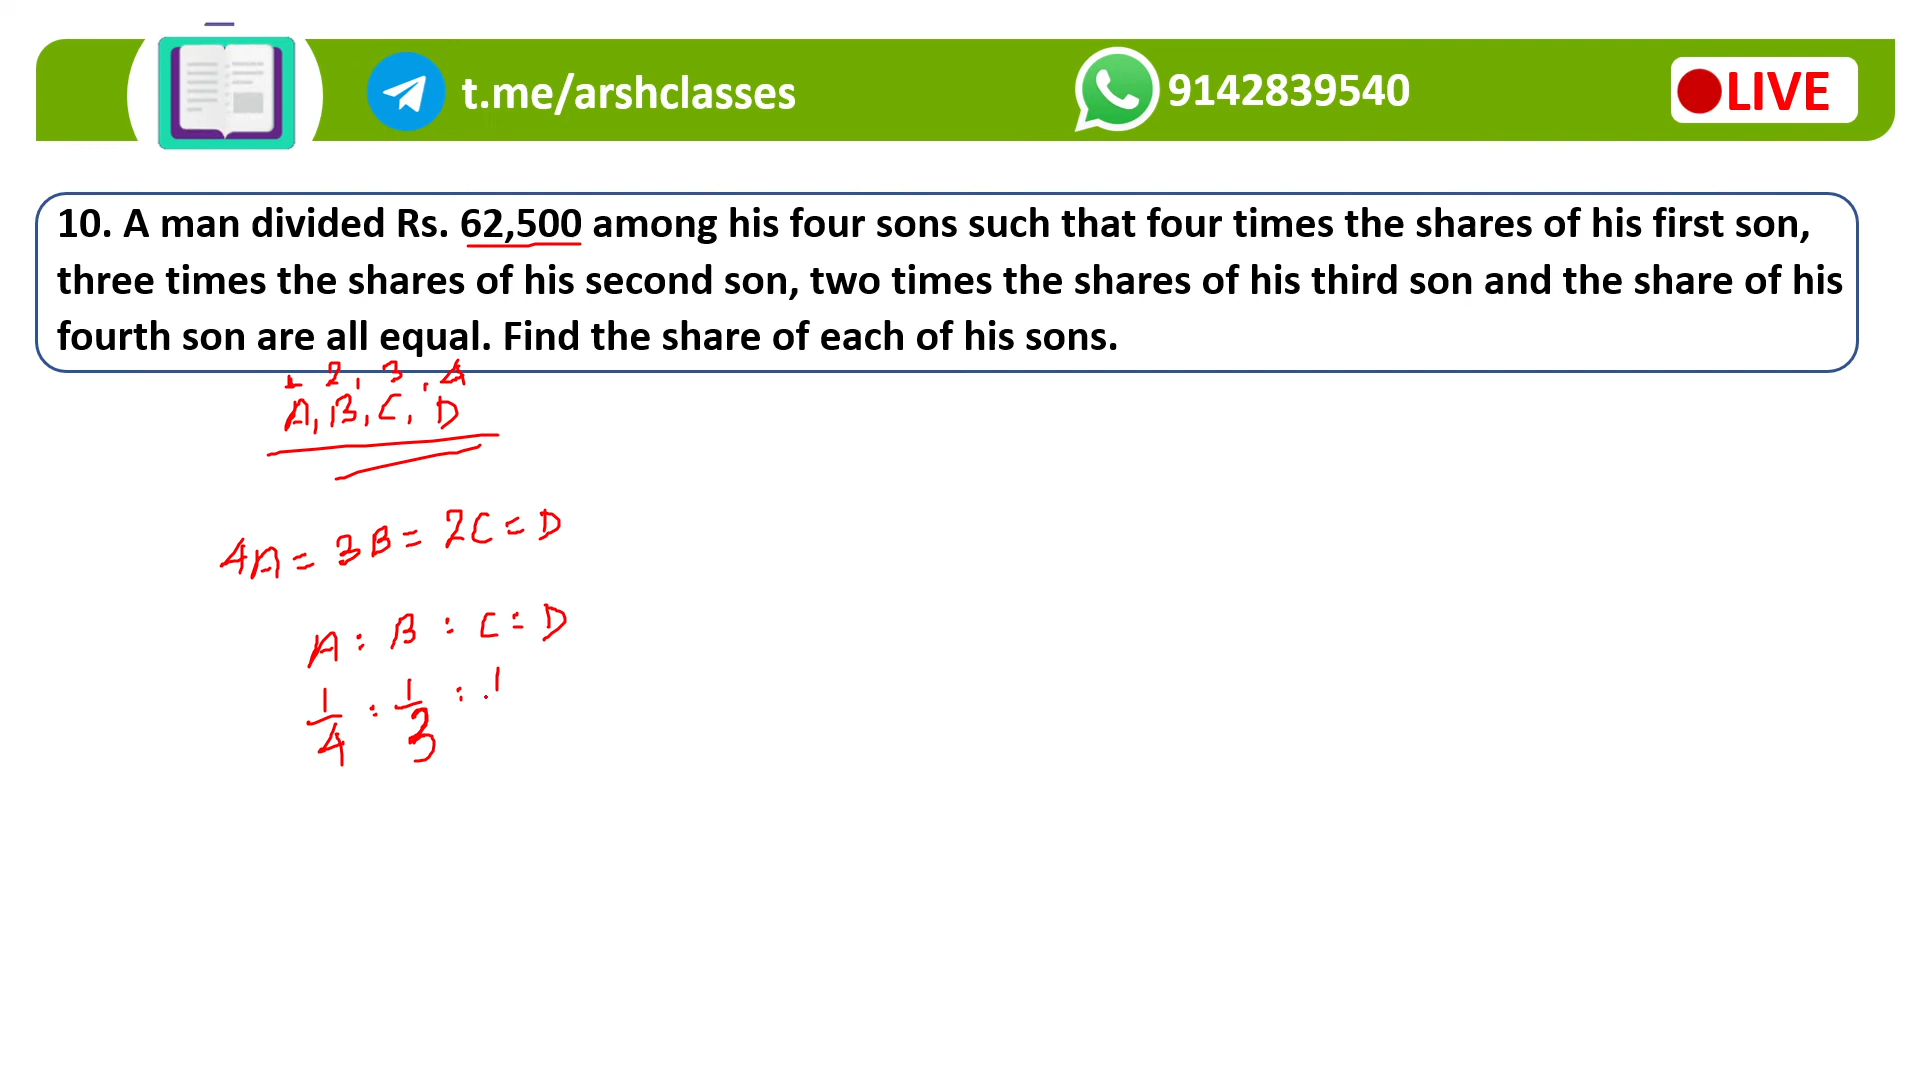 t.me/arshclasses 9142839540 LIVE
10. A man divided Rs. 62,500 among his four sons such that four times the shares of his first son,
three times the shares of his second son, two times the shares of his third son and the share of his
fourth son are all equal. Find the share of each of his sons.
1 2, 3, 4
A, B, C, D
4A = 3B = 2C = D
A : B : C : D
1/4 : 1/3 : 1